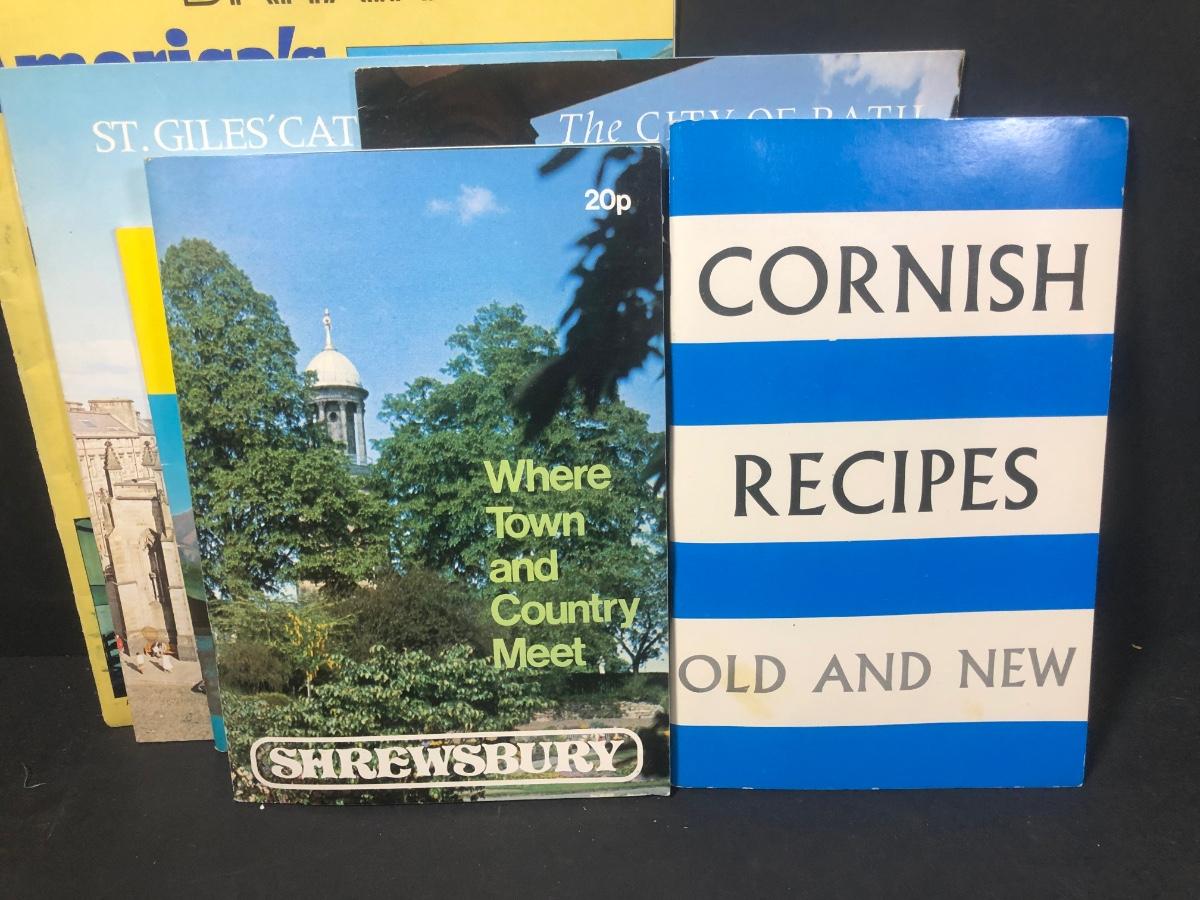 ST. GILES' CAT
The CITY OF BATH
20p
Where
Town
and
Country
Meet
SHREWSBURY
CORNISH
RECIPES
OLD AND NEW